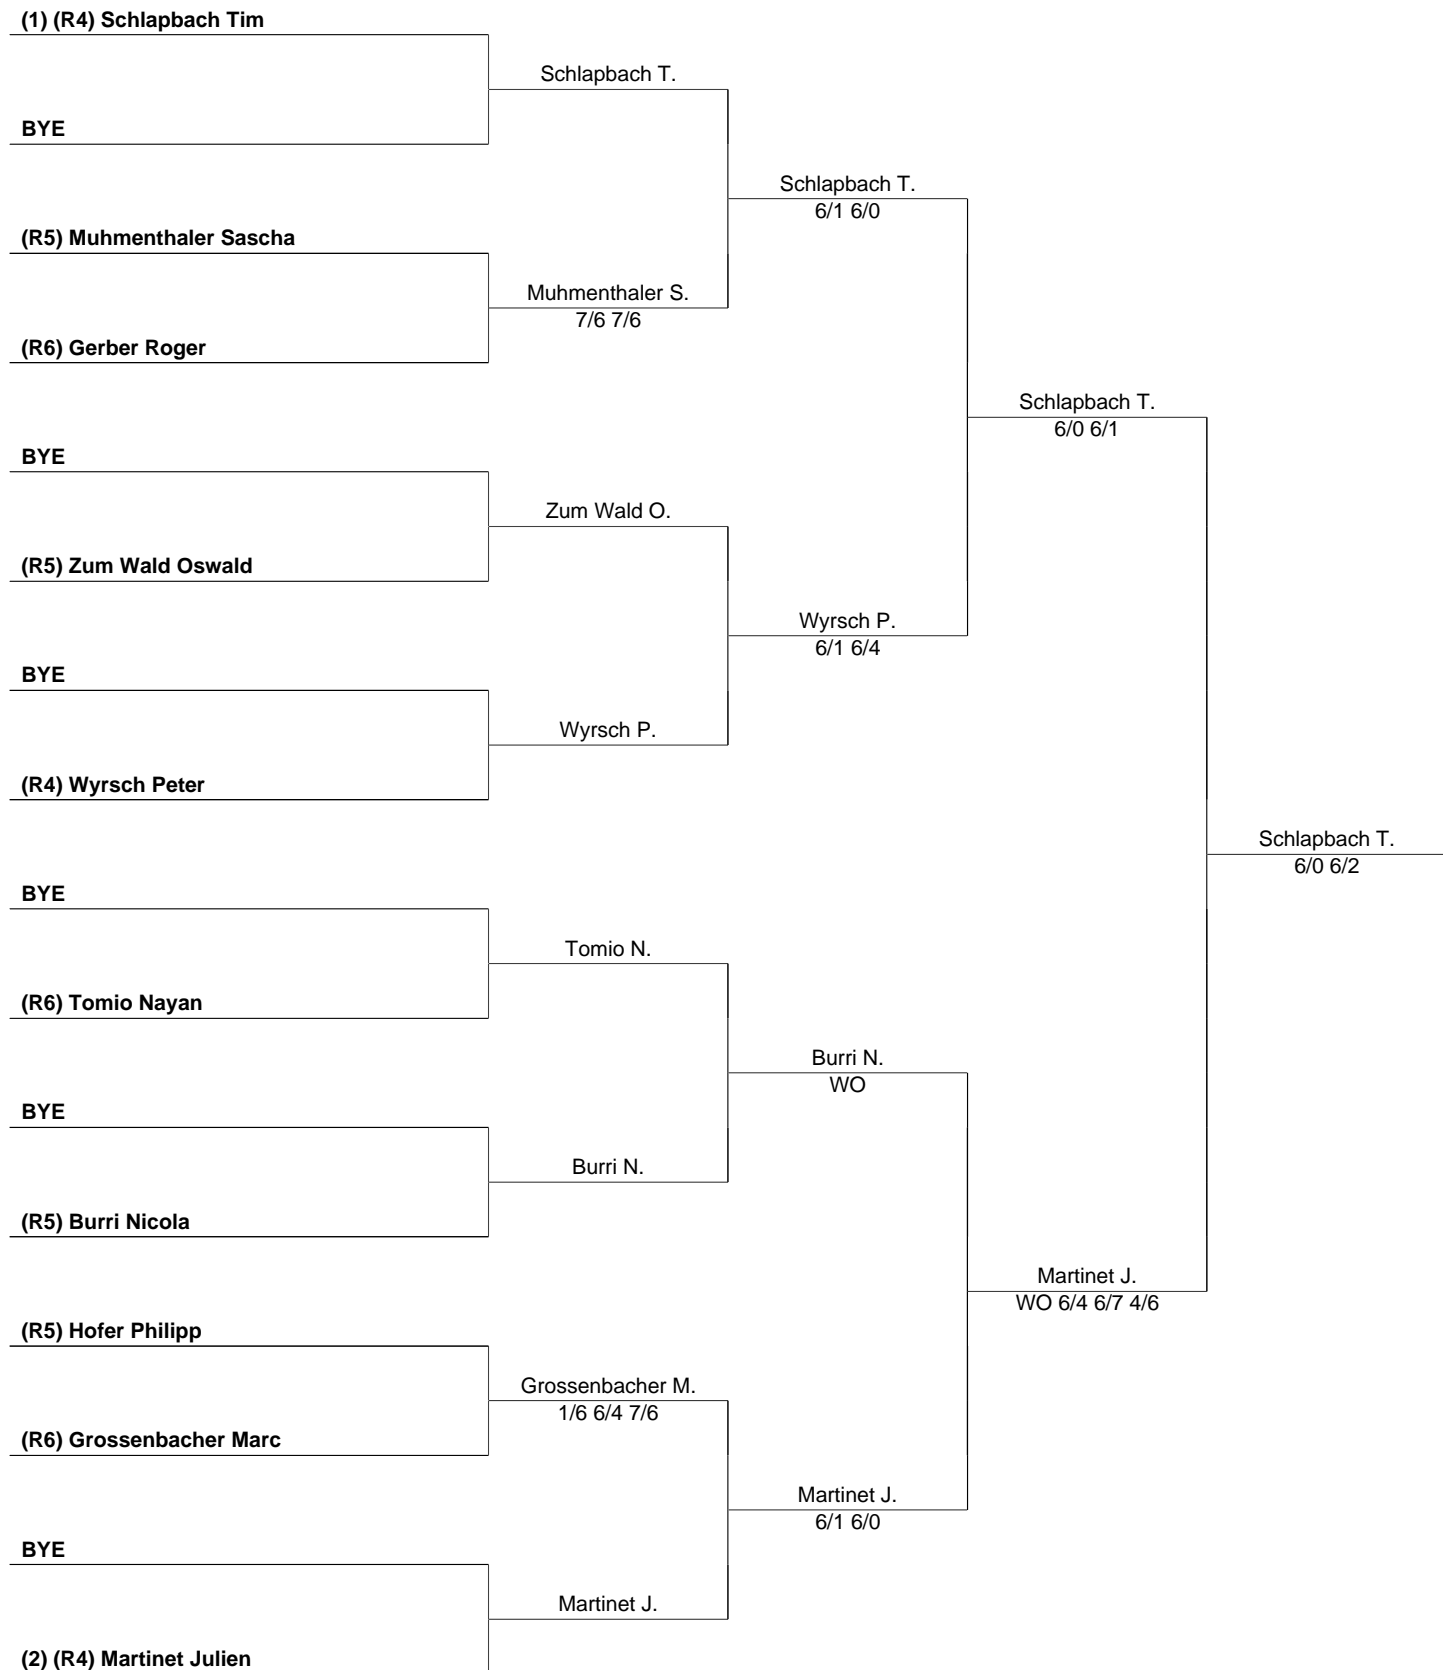 (1) (R4) Schlapbach Tim
Schlapbach T.
BYE
Schlapbach T.
6/1 6/0
(R5) Muhmenthaler Sascha
Muhmenthaler S.
7/6 7/6
(R6) Gerber Roger
Schlapbach T.
6/0 6/1
BYE
Zum Wald O.
(R5) Zum Wald Oswald
Wyrsch P.
6/1 6/4
BYE
Wyrsch P.
(R4) Wyrsch Peter
Schlapbach T.
6/0 6/2
BYE
Tomio N.
(R6) Tomio Nayan
Burri N.
WO
BYE
Burri N.
(R5) Burri Nicola
Martinet J.
WO 6/4 6/7 4/6
(R5) Hofer Philipp
Grossenbacher M.
1/6 6/4 7/6
(R6) Grossenbacher Marc
Martinet J.
6/1 6/0
BYE
Martinet J.
(2) (R4) Martinet Julien